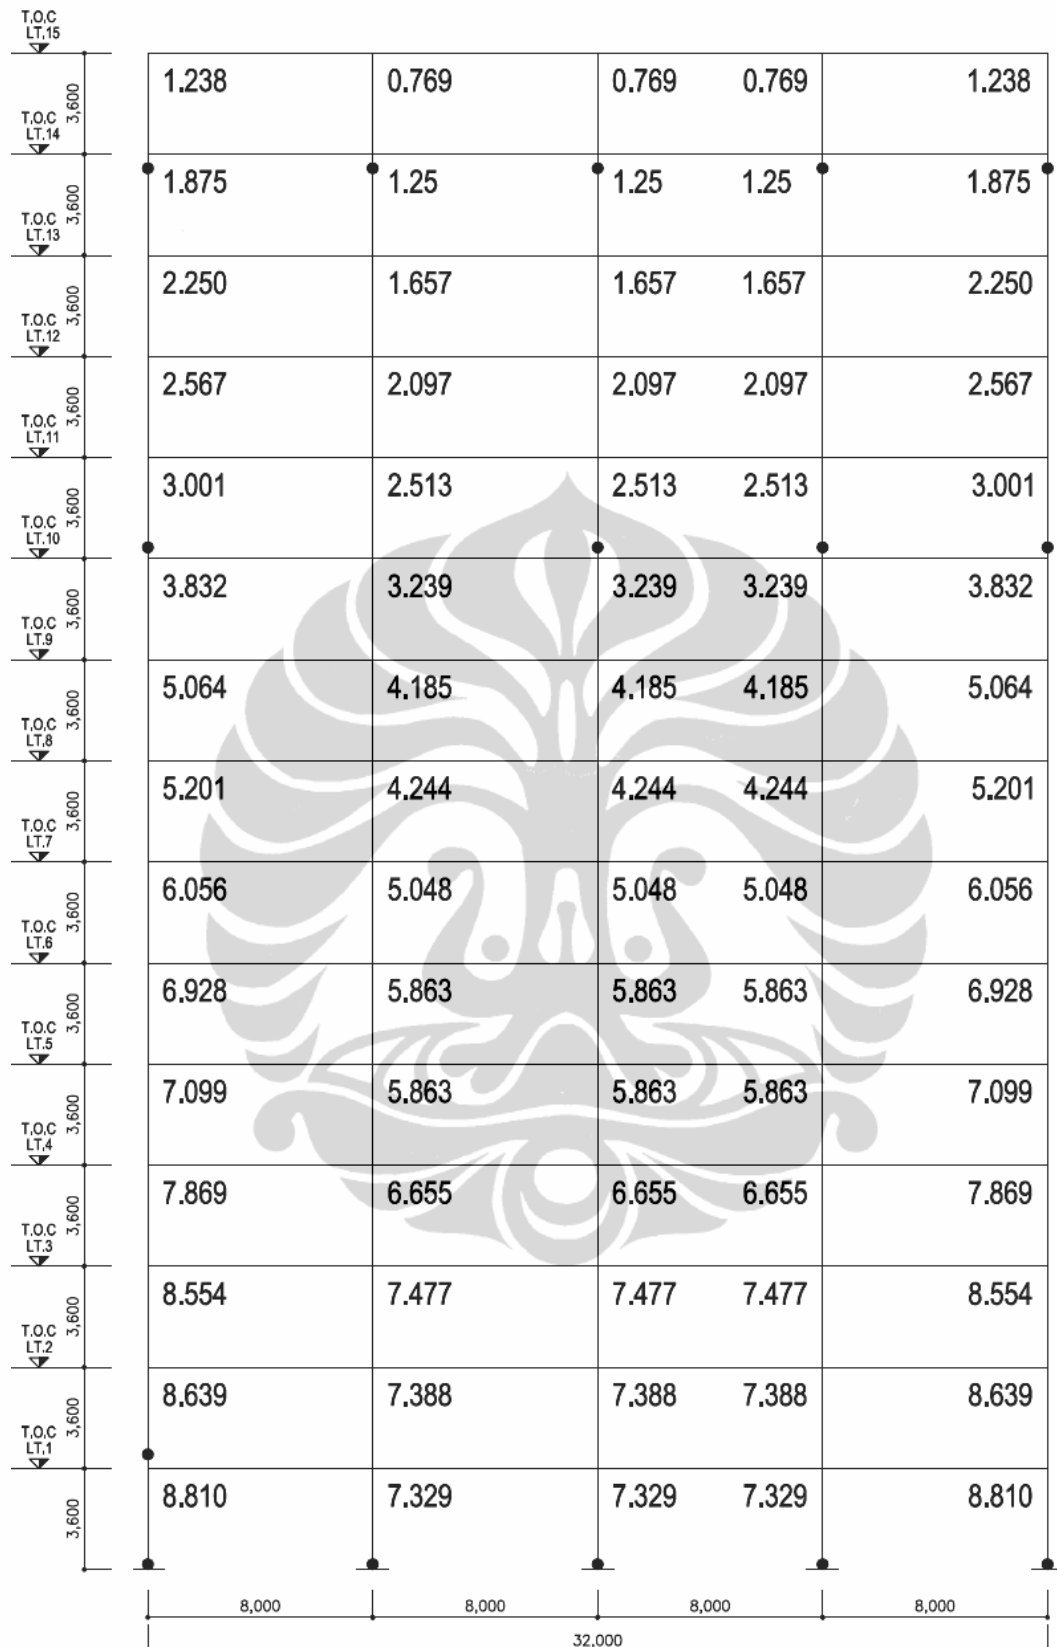 T.O.C
LT.15
3,600
1.238 0.769 0.769 0.769 1.238
T.O.C
LT.14
3,600
1.875 1.25 1.25 1.25 1.875
T.O.C
LT.13
3,600
2.250 1.657 1.657 1.657 2.250
T.O.C
LT.12
3,600
2.567 2.097 2.097 2.097 2.567
T.O.C
LT.11
3,600
3.001 2.513 2.513 2.513 3.001
T.O.C
LT.10
3,600
3.832 3.239 3.239 3.239 3.832
T.O.C
LT.9
3,600
5.064 4.185 4.185 4.185 5.064
T.O.C
LT.8
3,600
5.201 4.244 4.244 4.244 5.201
T.O.C
LT.7
3,600
6.056 5.048 5.048 5.048 6.056
T.O.C
LT.6
3,600
6.928 5.863 5.863 5.863 6.928
T.O.C
LT.5
3,600
7.099 5.863 5.863 5.863 7.099
T.O.C
LT.4
3,600
7.869 6.655 6.655 6.655 7.869
T.O.C
LT.3
3,600
8.554 7.477 7.477 7.477 8.554
T.O.C
LT.2
3,600
8.639 7.388 7.388 7.388 8.639
T.O.C
LT.1
3,600
8.810 7.329 7.329 7.329 8.810
8,000 8,000 8,000 8,000
32,000